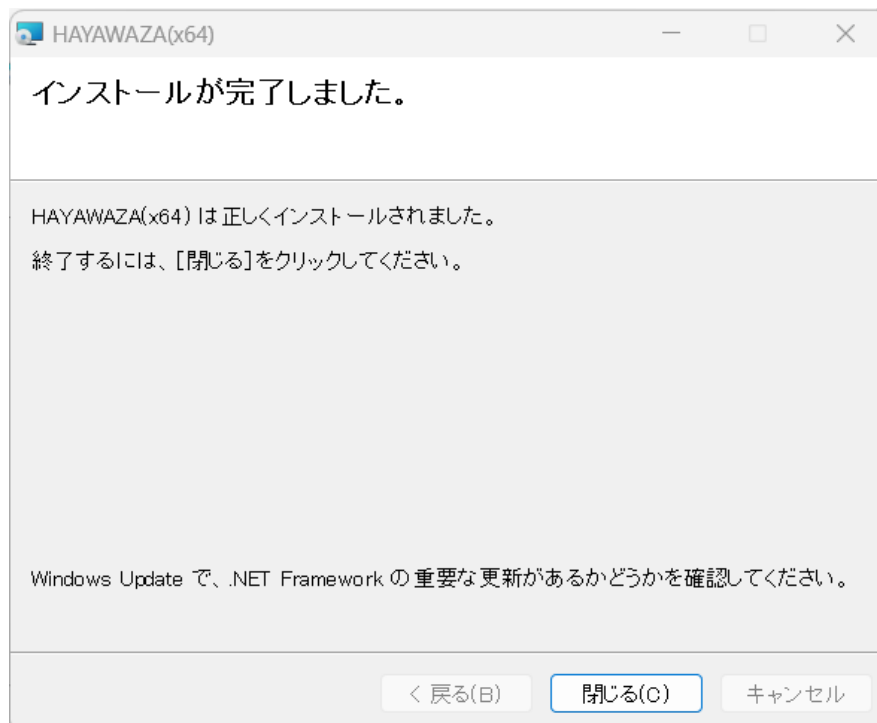 HAYAWAZA(x64)
インストールが完了しました。
HAYAWAZA(x64) は正しくインストールされました。
終了するには、[閉じる]をクリックしてください。
Windows Update で、.NET Framework の重要な更新があるかどうかを確認してください。
< 戻る(B)
閉じる(C)
キャンセル